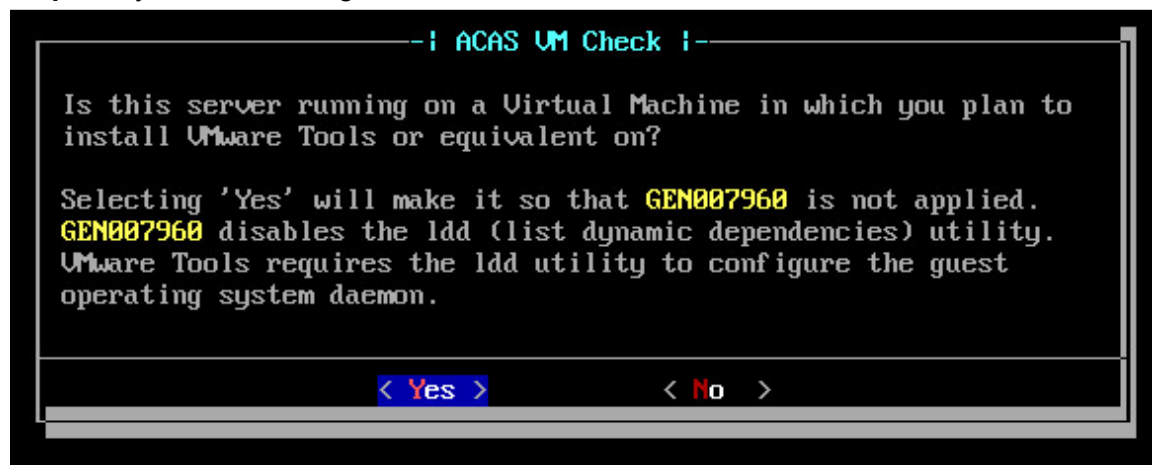 -| ACAS VM Check |-
Is this server running on a Virtual Machine in which you plan to
install VMware Tools or equivalent on?
Selecting 'Yes' will make it so that GEN007960 is not applied.
GEN007960 disables the ldd (list dynamic dependencies) utility.
VMware Tools requires the ldd utility to configure the guest
operating system daemon.
< Yes > < No >